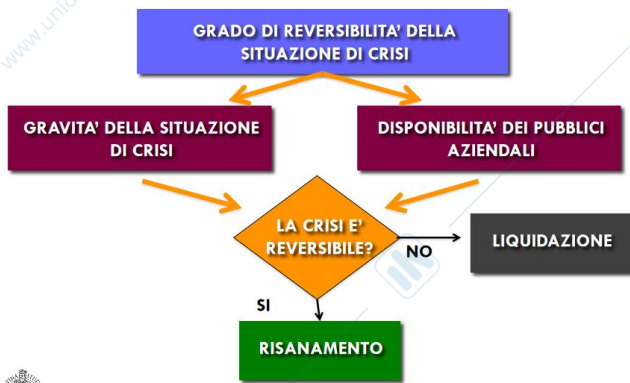 GRADO DI REVERSIBILITA' DELLA
SITUAZIONE DI CRISI
GRAVITA' DELLA SITUAZIONE
DI CRISI
DISPONIBILITA' DEI PUBBLICI
AZIENDALI
LA CRISI E'
REVERSIBILE?
NO
LIQUIDAZIONE
SI
RISANAMENTO